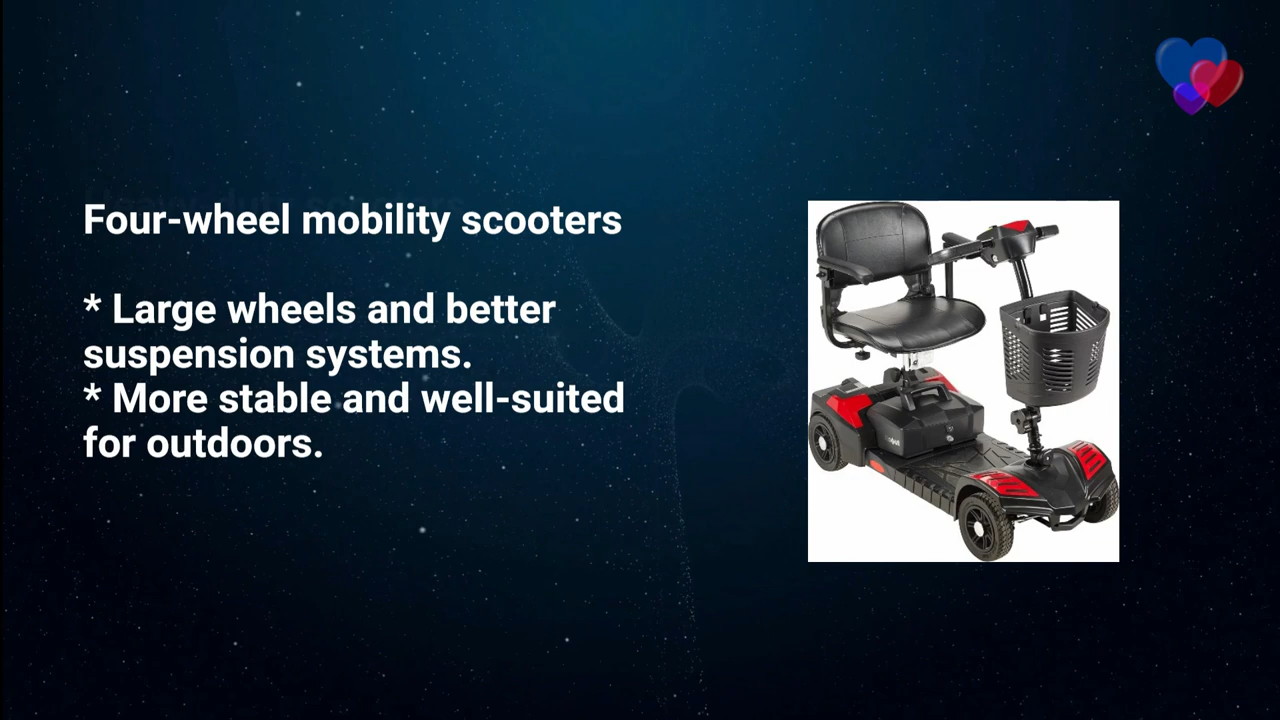 Four-wheel mobility scooters
* Large wheels and better
suspension systems.
* More stable and well-suited
for outdoors.